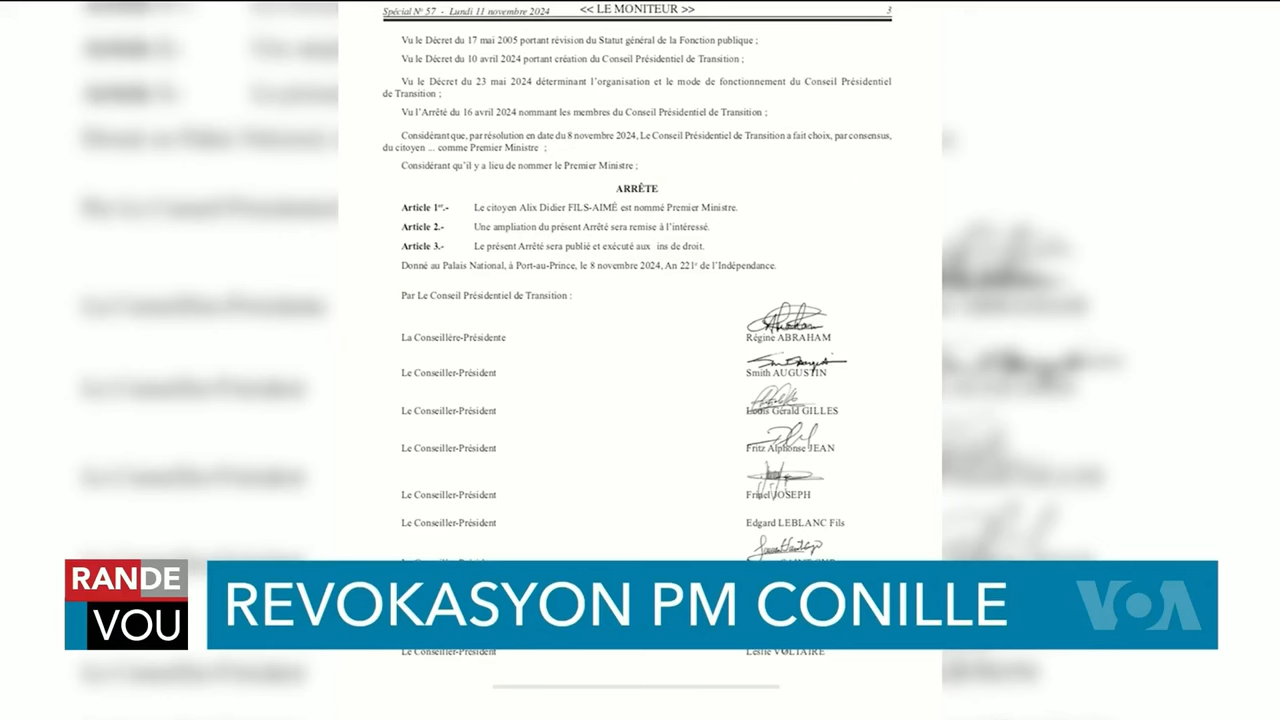 Spécial Nº 57 - Lundi 11 novembre 2024
<< LE MONITEUR >>
3
Vu le Décret du 17 mai 2005 portant révision du Statut général de la Fonction publique ;
Vu le Décret du 10 avril 2024 portant création du Conseil Présidentiel de Transition ;
Vu le Décret du 23 mai 2024 déterminant l’organisation et le mode de fonctionnement du Conseil Présidentiel
de Transition ;
Vu l’Arrêté du 16 avril 2024 nommant les membres du Conseil Présidentiel de Transition ;
Considérant que, par résolution en date du 8 novembre 2024, Le Conseil Présidentiel de Transition a fait choix, par consensus,
du citoyen ... comme Premier Ministre ;
Considérant qu’il y a lieu de nommer le Premier Ministre ;
ARRÊTE
Article 1er.- Le citoyen Alix Didier FILS-AIMÉ est nommé Premier Ministre.
Article 2.- Une ampliation du présent Arrêté sera remise à l’intéressé.
Article 3.- Le présent Arrêté sera publié et exécuté aux ins de droit.
Donné au Palais National, à Port-au-Prince, le 8 novembre 2024, An 221e de l’Indépendance.
Par Le Conseil Présidentiel de Transition :
La Conseillère-Présidente Régine ABRAHAM
Le Conseiller-Président Smith AUGUSTIN
Le Conseiller-Président Louis Gérald GILLES
Le Conseiller-Président Fritz Alphonse JEAN
Le Conseiller-Président Frinel JOSEPH
Le Conseiller-Président Edgard LEBLANC Fils
RANDE
VOU
REVOKASYON PM CONILLE
VOA
Le Conseiller-Président Leslie VOLTAIRE